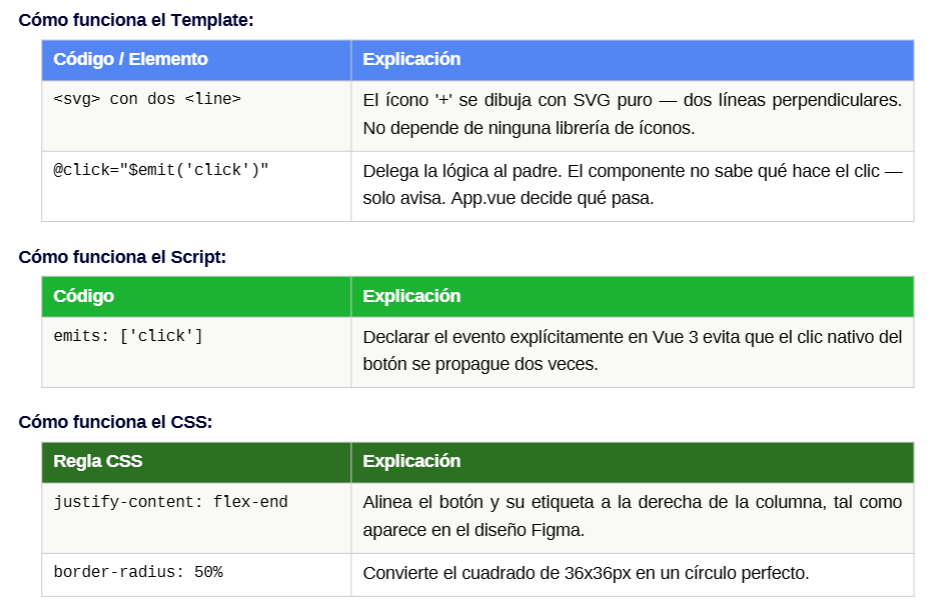 Cómo funciona el Template:
Código / Elemento Explicación
<svg> con dos <line> El ícono '+' se dibuja con SVG puro — dos líneas perpendiculares.
No depende de ninguna librería de íconos.
@click="$emit('click')" Delega la lógica al padre. El componente no sabe qué hace el clic —
solo avisa. App.vue decide qué pasa.
Cómo funciona el Script:
Código Explicación
emits: ['click'] Declarar el evento explícitamente en Vue 3 evita que el clic nativo del
botón se propague dos veces.
Cómo funciona el CSS:
Regla CSS Explicación
justify-content: flex-end Alinea el botón y su etiqueta a la derecha de la columna, tal como
aparece en el diseño Figma.
border-radius: 50% Convierte el cuadrado de 36x36px en un círculo perfecto.